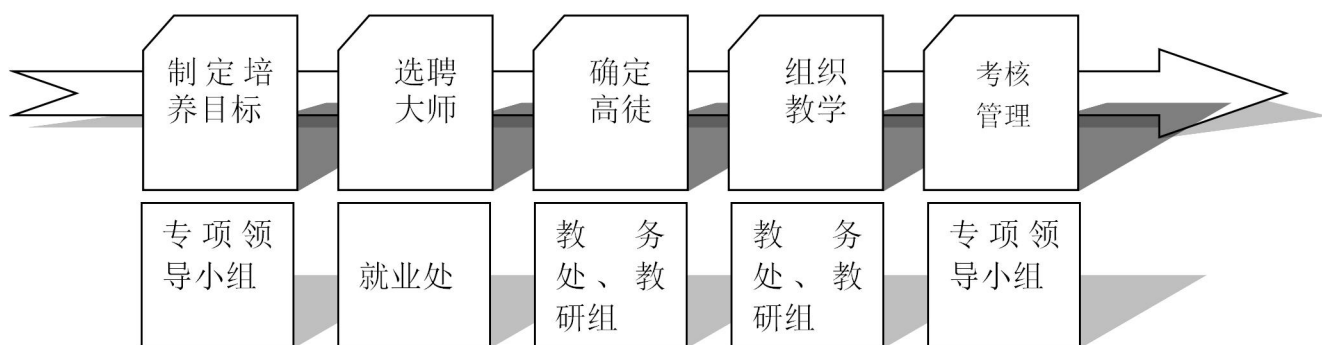 制定培
养目标
选聘
大师
确定
高徒
组织
教学
考核
管理
专项领
导小组
就业处
教务
处、教
研组
教务
处、教
研组
专项领
导小组